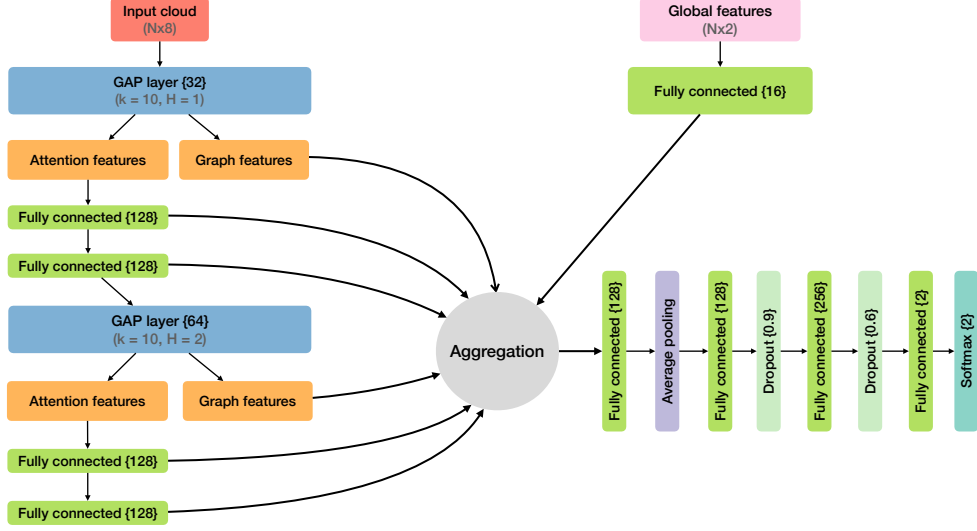 Input cloud
(Nx8)
GAP layer {32}
(k = 10, H = 1)
Attention features
Graph features
Fully connected {128}
Fully connected {128}
GAP layer {64}
(k = 10, H = 2)
Attention features
Graph features
Fully connected {128}
Fully connected {128}
Global features
(Nx2)
Fully connected {16}
Aggregation
Fully connected {128}
Average pooling
Fully connected {128}
Dropout {0.9}
Fully connected {256}
Dropout {0.6}
Fully connected {2}
Softmax {2}